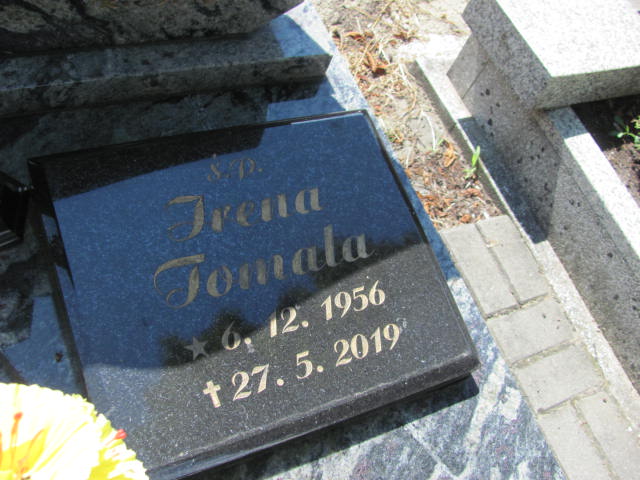 Ś.P.
Irena
Tomala
★ 6. 12. 1956
✝ 27. 5. 2019